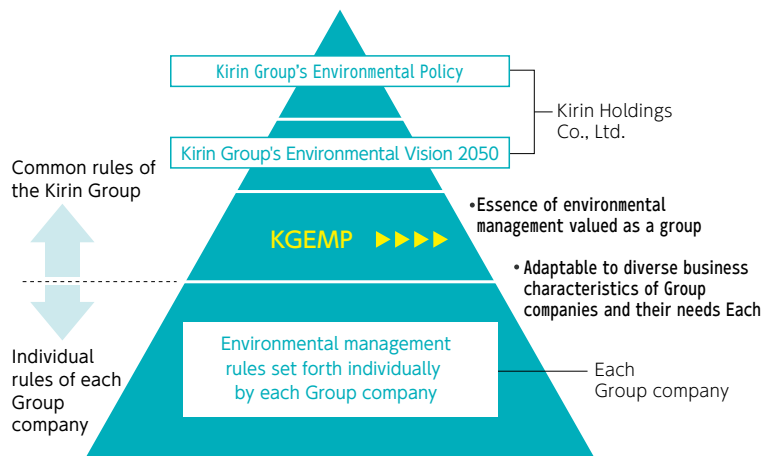 Kirin Group's Environmental Policy
Kirin Holdings
Co., Ltd.
Kirin Group's Environmental Vision 2050
Common rules of
the Kirin Group
KGEMP
•Essence of environmental
management valued as a group
• Adaptable to diverse business
characteristics of Group
companies and their needs Each
Individual
rules of each
Group
company
Environmental management
rules set forth individually
by each Group company
Each
Group company